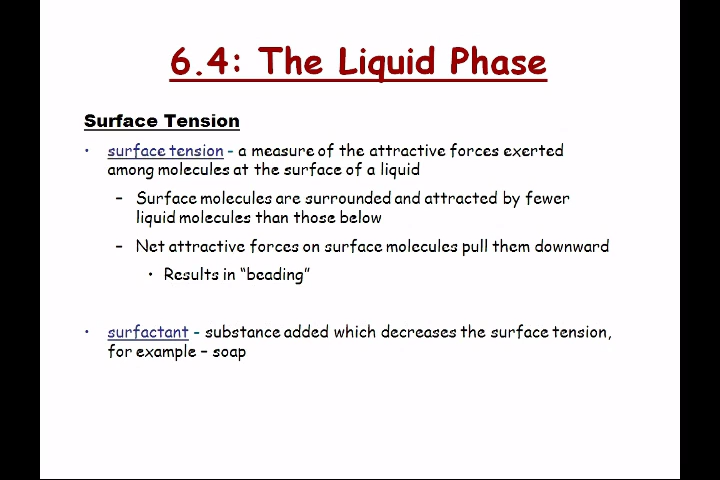 6.4: The Liquid Phase
Surface Tension
• surface tension - a measure of the attractive forces exerted
among molecules at the surface of a liquid
– Surface molecules are surrounded and attracted by fewer
liquid molecules than those below
– Net attractive forces on surface molecules pull them downward
• Results in “beading”
• surfactant - substance added which decreases the surface tension,
for example – soap